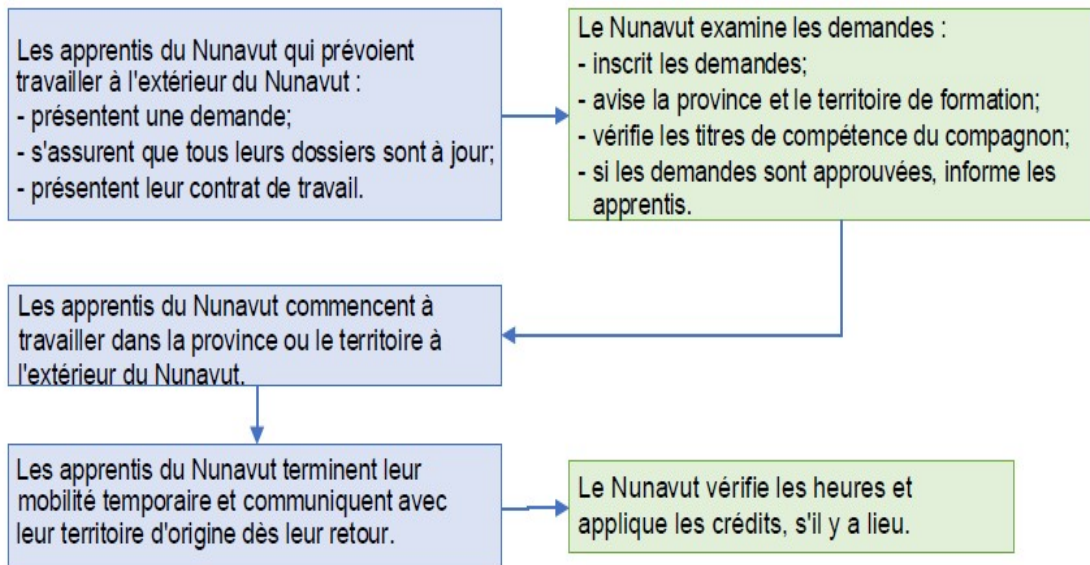 Les apprentis du Nunavut qui prévoient
travailler à l'extérieur du Nunavut :
- présentent une demande;
- s'assurent que tous leurs dossiers sont à jour;
- présentent leur contrat de travail.
Le Nunavut examine les demandes :
- inscrit les demandes;
- avise la province et le territoire de formation;
- vérifie les titres de compétence du compagnon;
- si les demandes sont approuvées, informe les
apprentis.
Les apprentis du Nunavut commencent à
travailler dans la province ou le territoire à
l'extérieur du Nunavut.
Les apprentis du Nunavut terminent leur
mobilité temporaire et communiquent avec
leur territoire d'origine dès leur retour.
Le Nunavut vérifie les heures et
applique les crédits, s'il y a lieu.